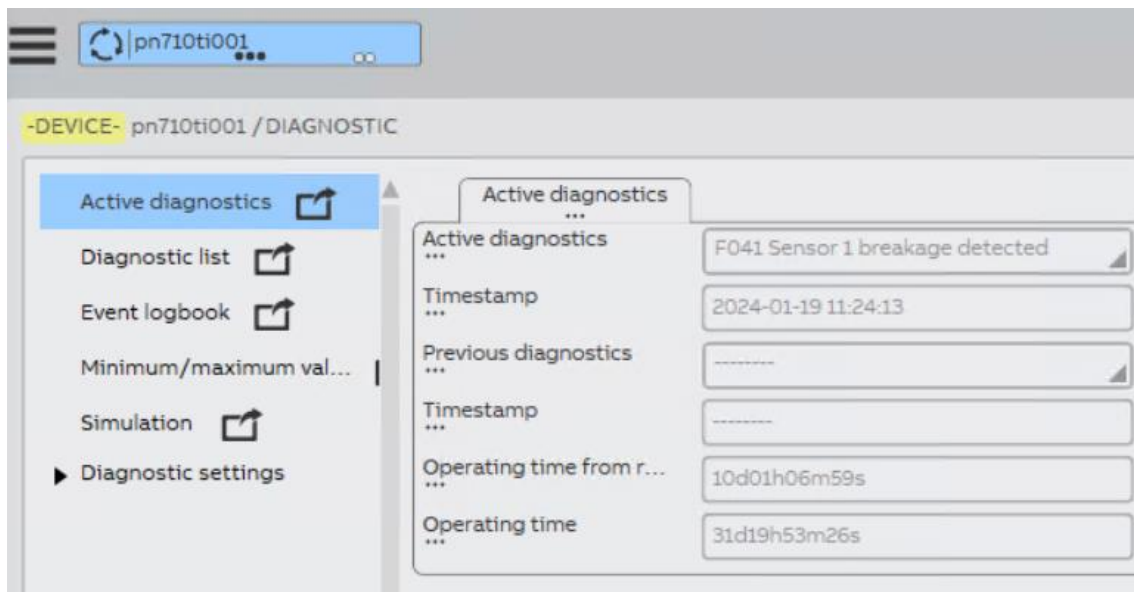 pn710ti001
-DEVICE- pn710ti001 / DIAGNOSTIC
Active diagnostics
Diagnostic list
Event logbook
Minimum/maximum val...
Simulation
Diagnostic settings
Active diagnostics
...
Active diagnostics
...
F041 Sensor 1 breakage detected
Timestamp
...
2024-01-19 11:24:13
Previous diagnostics
...
--------
Timestamp
...
--------
Operating time from r...
...
10d01h06m59s
Operating time
...
31d19h53m26s